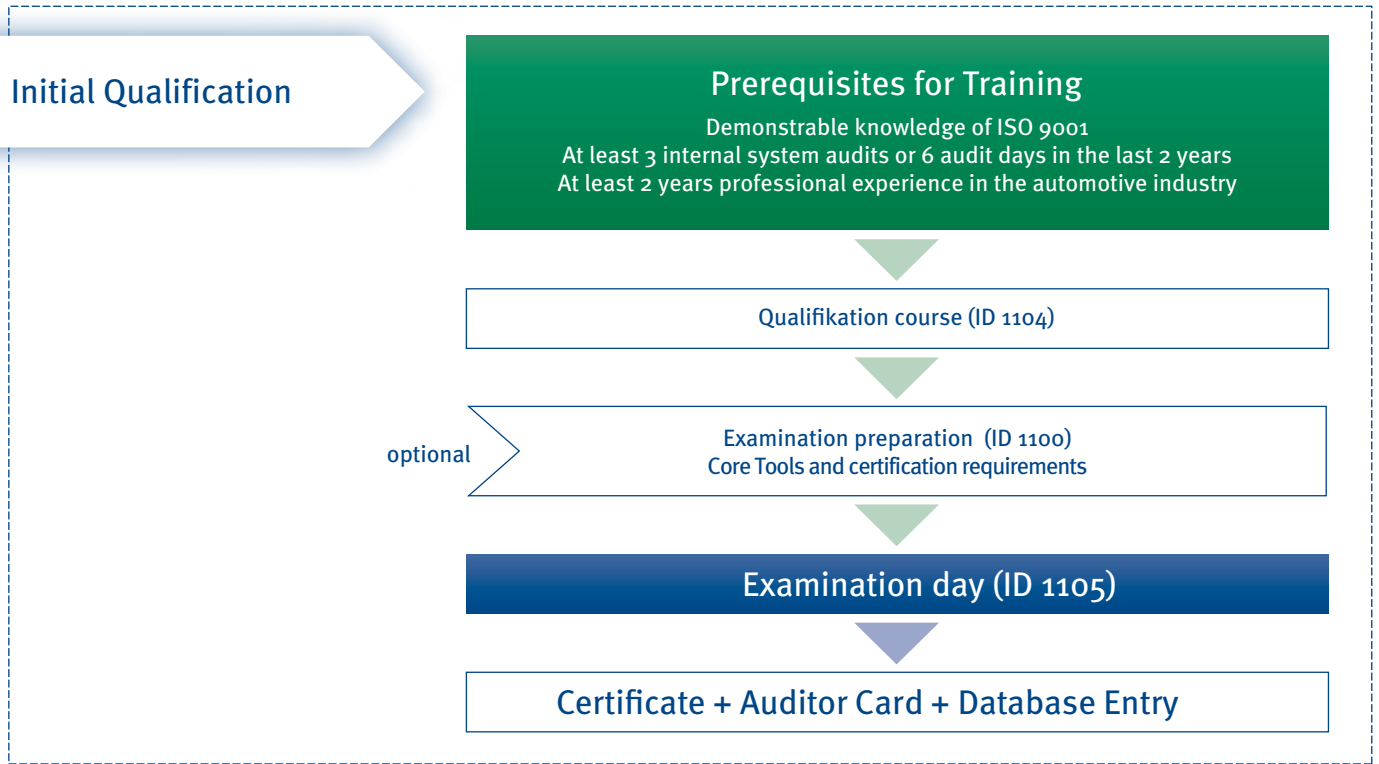 Initial Qualification
Prerequisites for Training
Demonstrable knowledge of ISO 9001
At least 3 internal system audits or 6 audit days in the last 2 years
At least 2 years professional experience in the automotive industry
Qualifikation course (ID 1104)
optional
Examination preparation (ID 1100)
Core Tools and certification requirements
Examination day (ID 1105)
Certificate + Auditor Card + Database Entry